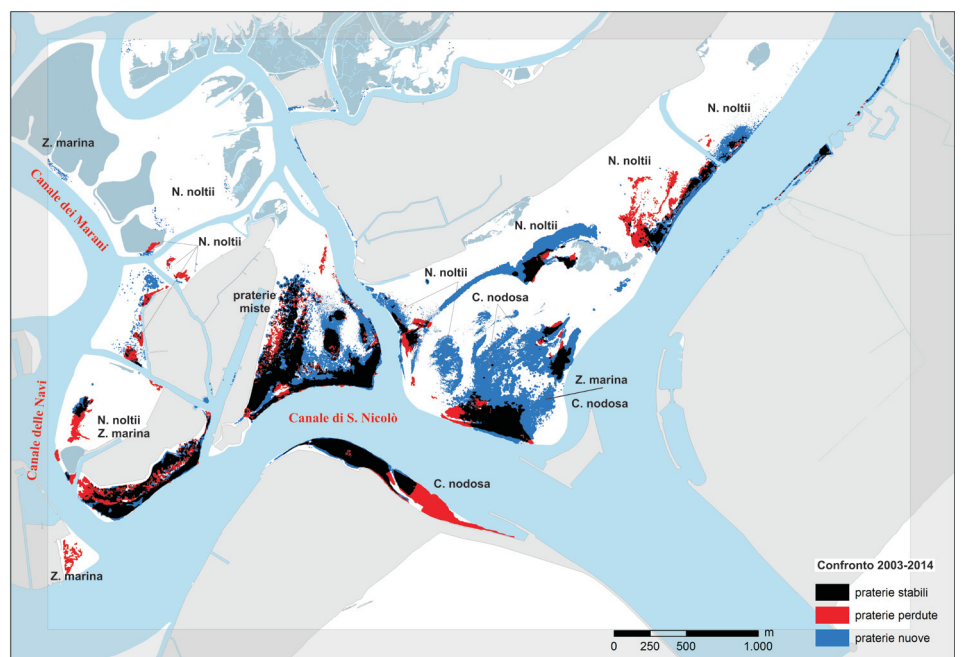 Z. marina
Canale dei Marani
N. noltii
N. noltii
N. noltii
N. noltii
N. noltii
N. noltii
C. nodosa
praterie
miste
Z. marina
C. nodosa
Canale di S. Nicolò
Canale delle Navi
N. noltii
Z. marina
C. nodosa
Z. marina
Confronto 2003-2014
praterie stabili
praterie perdute
praterie nuove
m
0 250 500 1.000